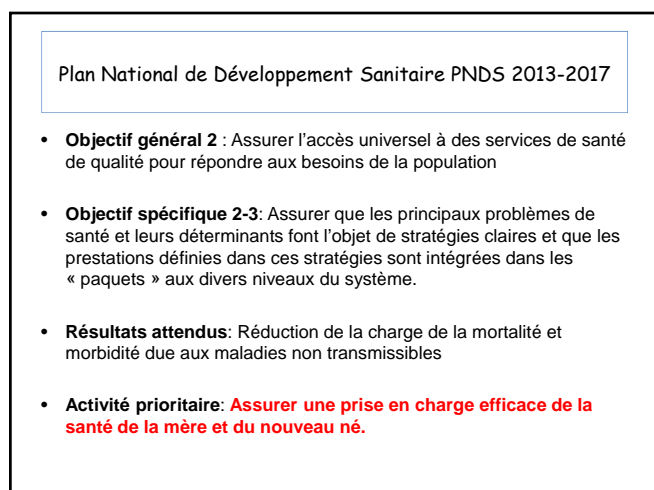 Plan National de Développement Sanitaire PNDS 2013-2017
• Objectif général 2 : Assurer l’accès universel à des services de santé
de qualité pour répondre aux besoins de la population
• Objectif spécifique 2-3: Assurer que les principaux problèmes de
santé et leurs déterminants font l’objet de stratégies claires et que les
prestations définies dans ces stratégies sont intégrées dans les
« paquets » aux divers niveaux du système.
• Résultats attendus: Réduction de la charge de la mortalité et
morbidité due aux maladies non transmissibles
• Activité prioritaire: Assurer une prise en charge efficace de la
santé de la mère et du nouveau né.